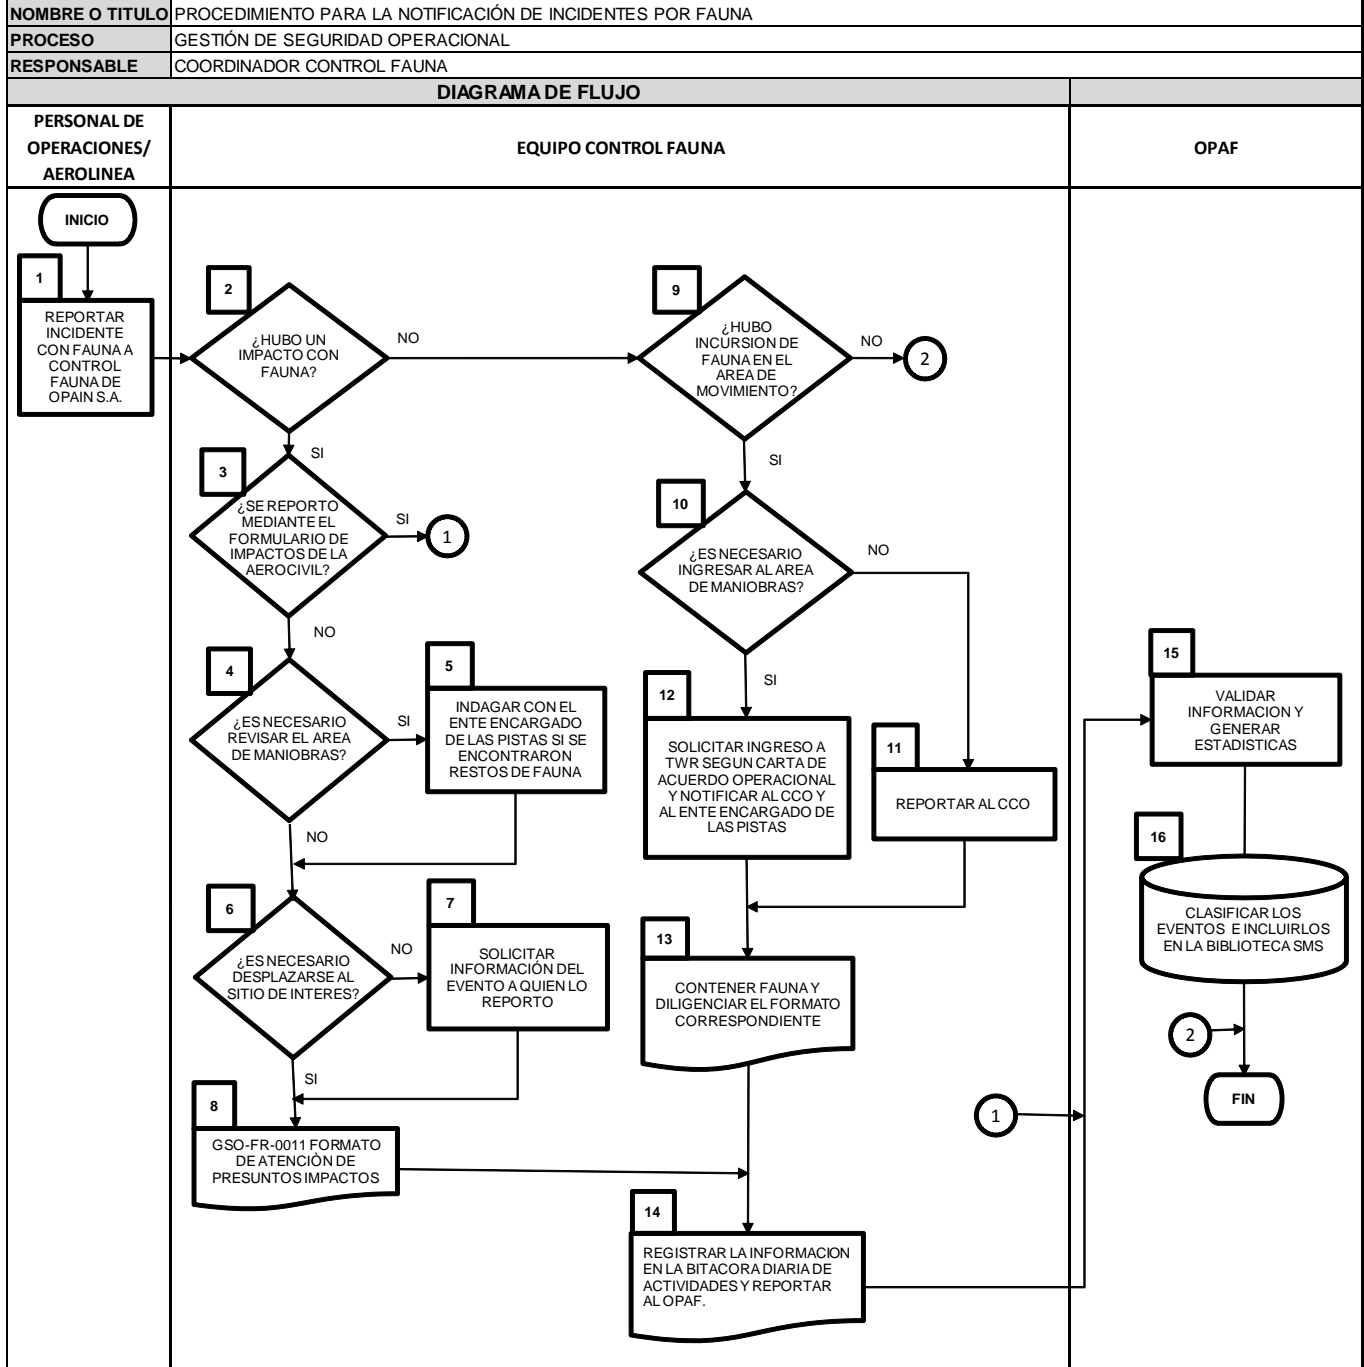 NOMBRE O TITULO PROCEDIMIENTO PARA LA NOTIFICACIÓN DE INCIDENTES POR FAUNA
PROCESO GESTIÓN DE SEGURIDAD OPERACIONAL
RESPONSABLE COORDINADOR CONTROL FAUNA
DIAGRAMA DE FLUJO
PERSONAL DE
OPERACIONES/
AEROLINEA
EQUIPO CONTROL FAUNA
OPAF
INICIO
1
REPORTAR
INCIDENTE
CON FAUNA A
CONTROL
FAUNA DE
OPAIN S.A.
2
¿HUBO UN
IMPACTO CON
FAUNA?
NO
SI
3
¿SE REPORTO
MEDIANTE EL
FORMULARIO DE
IMPACTOS DE LA
AEROCIVIL?
SI
1
NO
4
¿ES NECESARIO
REVISAR EL AREA
DE MANIOBRAS?
SI
NO
5
INDAGAR CON EL
ENTE ENCARGADO
DE LAS PISTAS SI SE
ENCONTRARON
RESTOS DE FAUNA
6
¿ES NECESARIO
DESPLAZARSE AL
SITIO DE INTERES?
NO
SI
7
SOLICITAR
INFORMACIÓN DEL
EVENTO A QUIEN LO
REPORTO
8
GSO-FR-0011 FORMATO
DE ATENCIÒN DE
PRESUNTOS IMPACTOS
9
¿HUBO
INCURSION DE
FAUNA EN EL
AREA DE
MOVIMIENTO?
NO
2
SI
10
¿ES NECESARIO
INGRESAR AL AREA
DE MANIOBRAS?
NO
SI
11
REPORTAR AL CCO
12
SOLICITAR INGRESO A
TWR SEGUN CARTA DE
ACUERDO OPERACIONAL
Y NOTIFICAR AL CCO Y
AL ENTE ENCARGADO DE
LAS PISTAS
13
CONTENER FAUNA Y
DILIGENCIAR EL FORMATO
CORRESPONDIENTE
1
14
REGISTRAR LA INFORMACION
EN LA BITACORA DIARIA DE
ACTIVIDADES Y REPORTAR
AL OPAF.
15
VALIDAR
INFORMACION Y
GENERAR
ESTADISTICAS
16
CLASIFICAR LOS
EVENTOS E INCLUIRLOS
EN LA BIBLIOTECA SMS
2
FIN